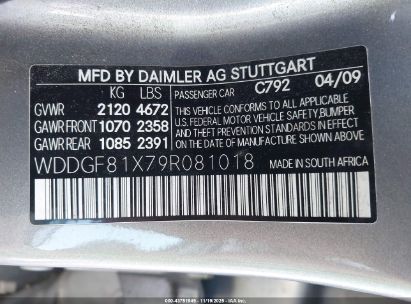 MFD BY DAIMLER AG STUTTGART
KG LBS PASSENGER CAR C792 04/09
GVWR 2120 4672 THIS VEHICLE CONFORMS TO ALL APPLICABLE
GAWR FRONT 1070 2358 U.S. FEDERAL MOTOR VEHICLE SAFETY, BUMPER
GAWR REAR 1085 2391 AND THEFT PREVENTION STANDARDS IN EFFECT
ON THE DATE OF MANUFACTURE SHOWN ABOVE.
WDDGF81X79R081018 MADE IN SOUTH AFRICA